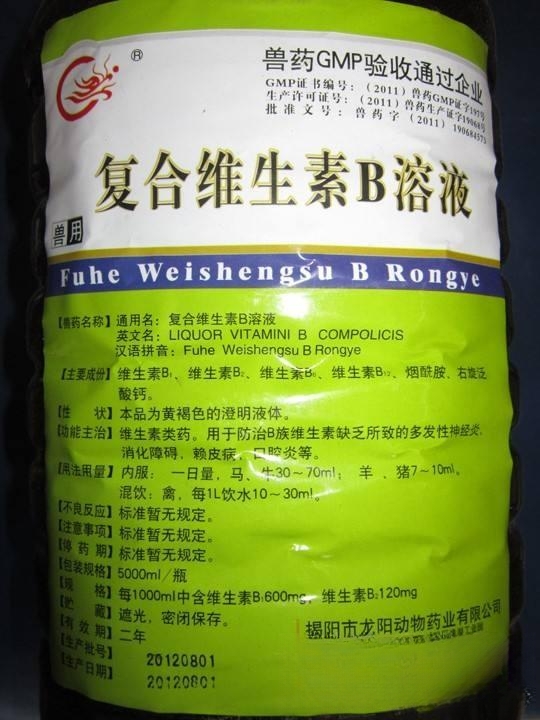 ®
兽药GMP验收通过企业
GMP证书编号：（2011）兽药GMP证字197号
生产许可证号：（2011）兽药生产证字19068号
批准文号：兽药字（2011）190684573
复合维生素B溶液
兽用
Fuhe Weishengsu B Rongye
【兽药名称】通用名：复合维生素B溶液
英文名：LIQUOR VITAMINI B COMPOLICIS
汉语拼音：Fuhe Weishengsu B Rongye
【主要成份】维生素B₁、维生素B₂、维生素B₆、维生素B₁₂、烟酰胺、右旋泛
酸钙。
【性 状】本品为黄褐色的澄明液体。
【功能主治】维生素类药。用于防治B族维生素缺乏所致的多发性神经炎，
消化障碍，赖皮病，口腔炎等。
【用法用量】内服：一日量，马、牛30～70ml；羊、猪7～10ml。
混饮：禽，每1L饮水10～30ml。
【不良反应】标准暂无规定。
【注意事项】标准暂无规定。
【停 药 期】标准暂无规定。
【包装规格】5000ml／瓶
【规 格】每1000ml中含维生素B₁600mg，维生素B₂120mg
【贮 藏】遮光，密闭保存。
【有 效 期】二年
【生产批号】 20120801
【生产日期】 20120801
揭阳市龙阳动物药业有限公司